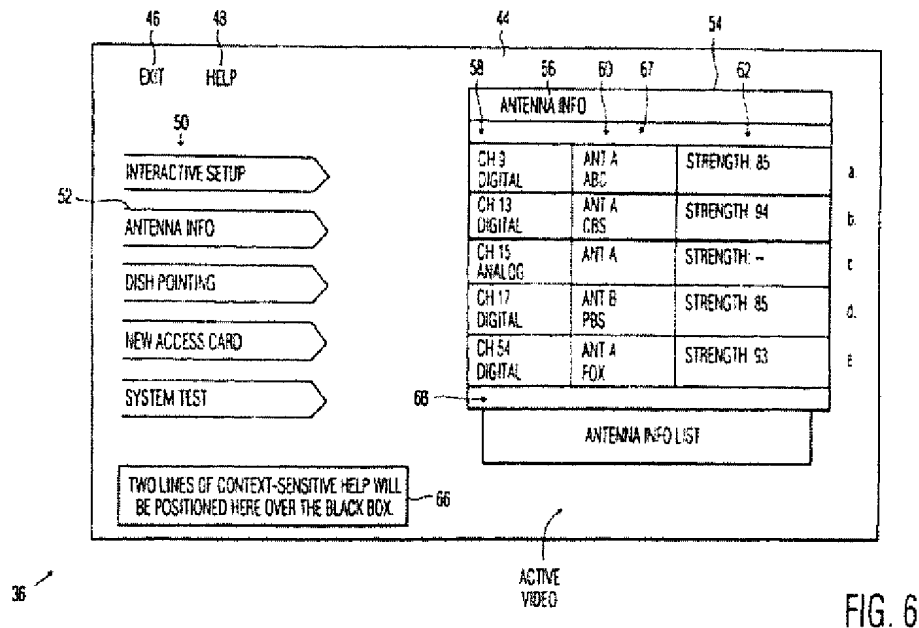 46 48 44 54
EXIT HELP
58 56 60 67 62
ANTENNA INFO
50
INTERACTIVE SETUP
52
ANTENNA INFO
DISH POINTING
NEW ACCESS CARD
SYSTEM TEST
CH 9 ANT A STRENGTH: 85 a.
DIGITAL ABC
CH 13 ANT A STRENGTH: 94 b.
DIGITAL CBS
CH 15 ANT A STRENGTH: -- c
ANALOG
CH 17 ANT B STRENGTH: 85 d.
DIGITAL PBS
CH 54 ANT A STRENGTH: 93 e
DIGITAL FOX
68
ANTENNA INFO LIST
TWO LINES OF CONTEXT-SENSITIVE HELP WILL
BE POSITIONED HERE OVER THE BLACK BOX.
66
36
ACTIVE
VIDEO
FIG. 6